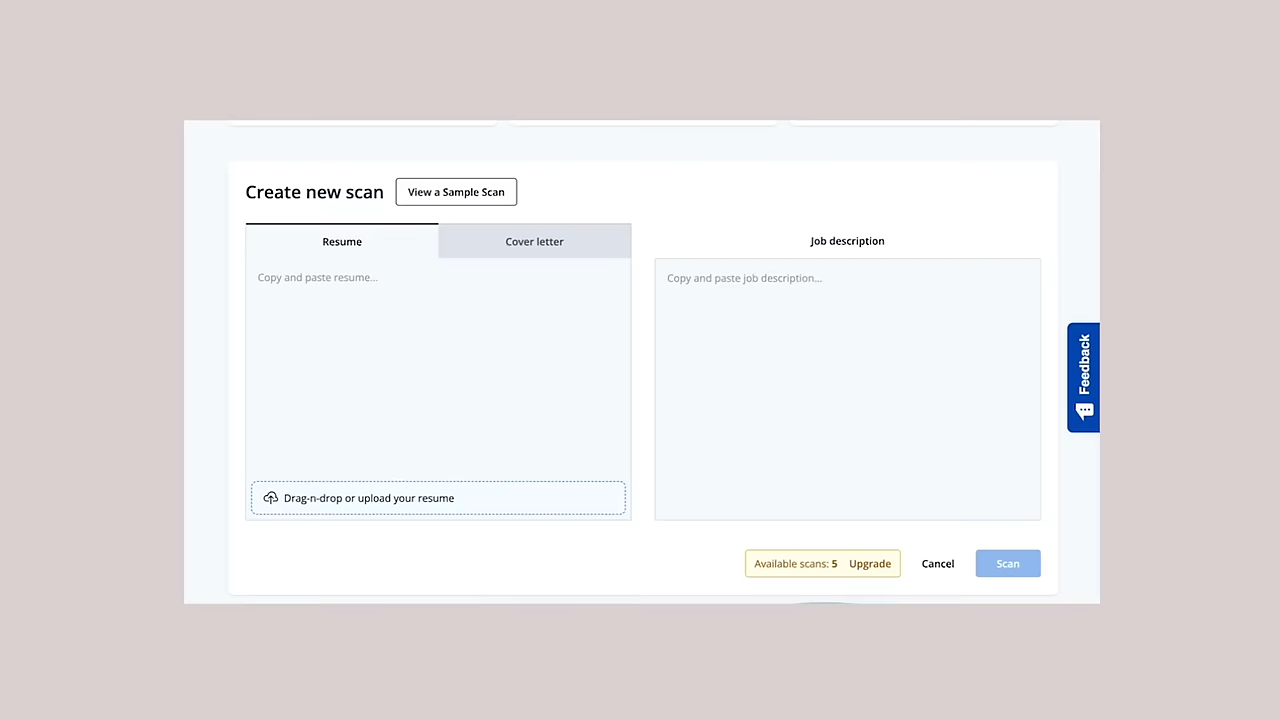 Create new scan
View a Sample Scan
Resume
Cover letter
Job description
Copy and paste resume...
Copy and paste job description...
Feedback
Drag-n-drop or upload your resume
Available scans: 5 Upgrade
Cancel
Scan